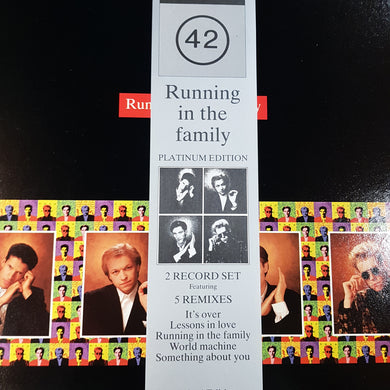 42
Running
in the
family
PLATINUM EDITION
2 RECORD SET
Featuring
5 REMIXES
It's over
Lessons in love
Running in the family
World machine
Something about you